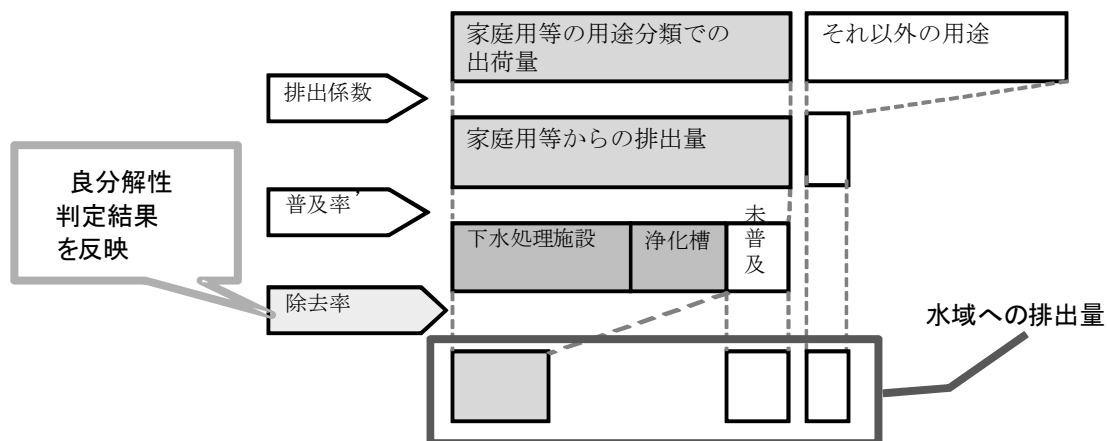 家庭用等の用途分類での
出荷量
それ以外の用途
排出係数
家庭用等からの排出量
良分解性
判定結果
を反映
普及率’
下水処理施設
浄化槽
未
普
及
除去率
水域への排出量